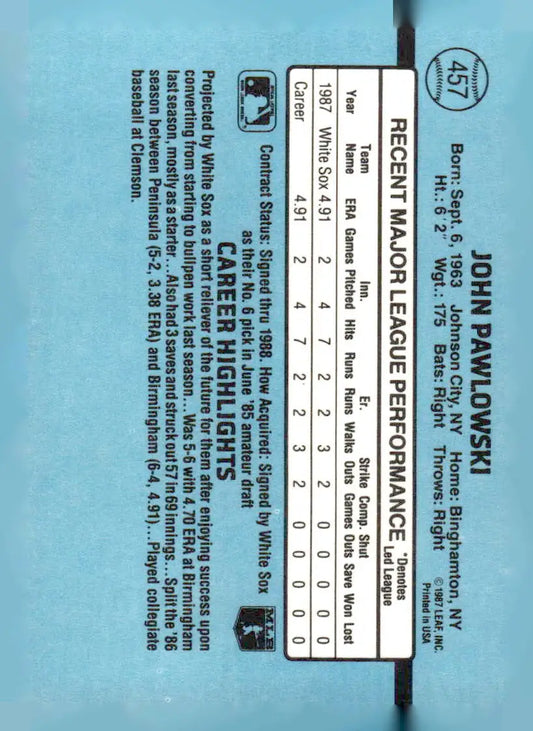 457
JOHN PAWLOWSKI
Born: Sept. 6, 1963 Johnson City, NY Home: Binghamton, NY
Ht.: 6' 2" Wgt.: 175 Bats: Right Throws: Right
© 1987 LEAF, INC.
Printed in USA
RECENT MAJOR LEAGUE PERFORMANCE *Denotes Led League
Year Team Name ERA Games Inn. Pitched Hits Runs Er. Runs Walks Strike Outs Comp. Games Shut Outs Save Won Lost
1987 White Sox 4.91 2 4 7 2 2 3 2 0 0 0 0 0
Career 4.91 2 4 7 2 2 3 2 0 0 0 0 0
Contract Status: Signed thru 1988. How Acquired: Signed by White Sox
as their No. 6 pick in June '85 amateur draft
MLB
CAREER HIGHLIGHTS
Projected by White Sox as a short reliever of the future for them after enjoying success upon
converting from starting to bullpen work last season...Was 5-6 with 4.70 ERA at Birmingham
last season, mostly as a starter...Also had 3 saves and struck out 57 in 69 innings...Split the '86
season between Peninsula (5-2, 3.38 ERA) and Birmingham (6-4, 4.91)...Played collegiate
baseball at Clemson.